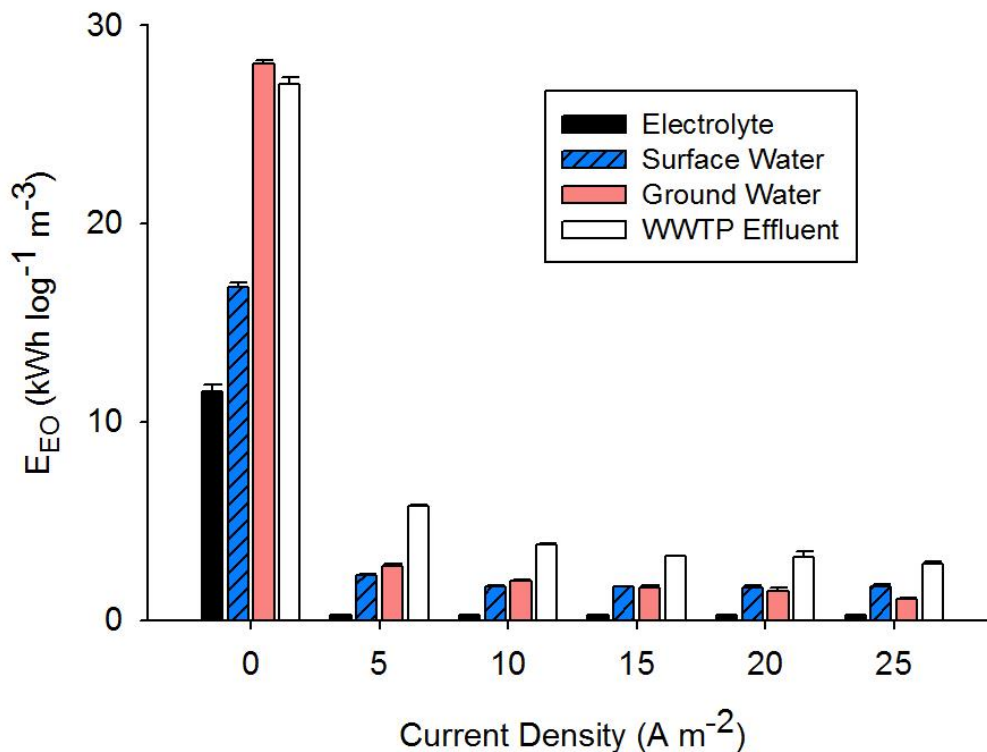 30
20
10
0
E_EO (kWh log⁻¹ m⁻³)
Electrolyte
Surface Water
Ground Water
WWTP Effluent
0 5 10 15 20 25
Current Density (A m⁻²)